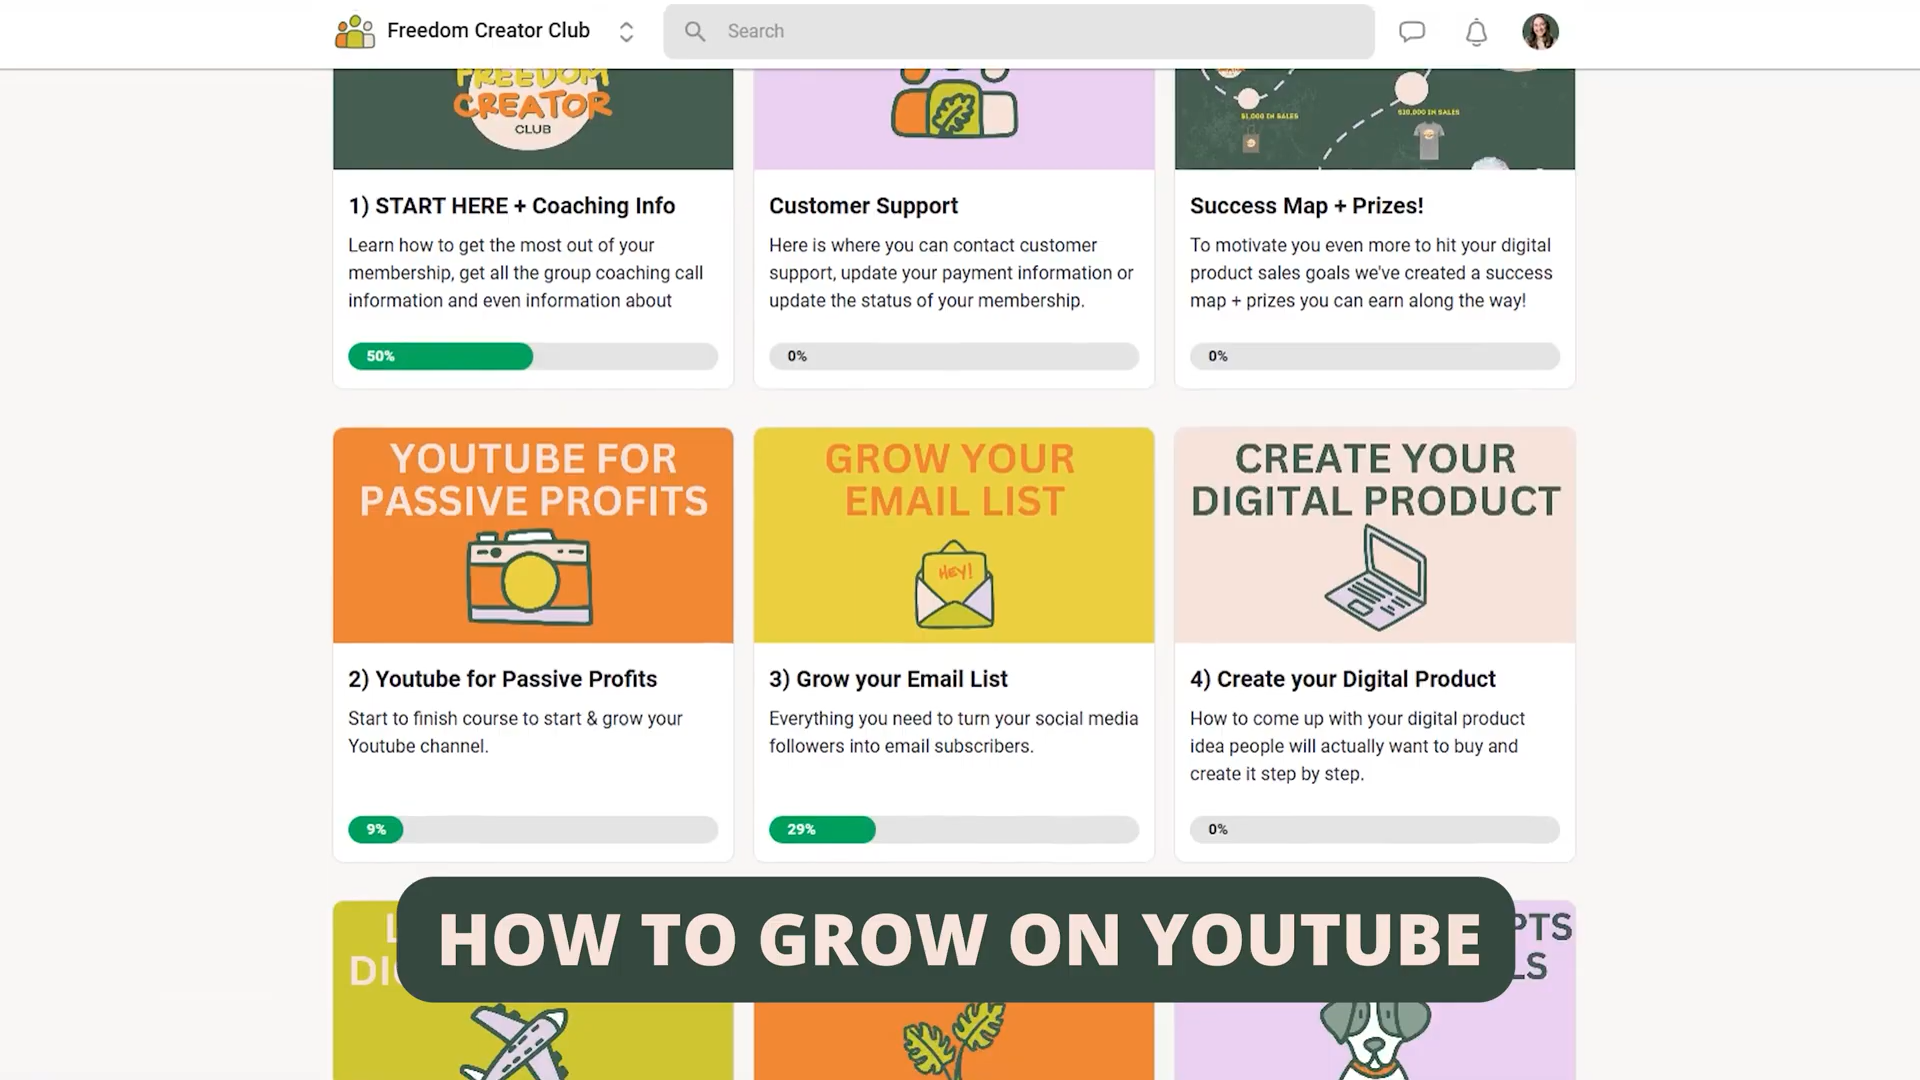 Freedom Creator Club
Search
FREEDOM
CREATOR
CLUB
$1,000 IN SALES
$10,000 IN SALES
1) START HERE + Coaching Info
Learn how to get the most out of your
membership, get all the group coaching call
information and even information about
50%
Customer Support
Here is where you can contact customer
support, update your payment information or
update the status of your membership.
0%
Success Map + Prizes!
To motivate you even more to hit your digital
product sales goals we've created a success
map + prizes you can earn along the way!
0%
YOUTUBE FOR
PASSIVE PROFITS
2) Youtube for Passive Profits
Start to finish course to start & grow your
Youtube channel.
9%
GROW YOUR
EMAIL LIST
HEY!
3) Grow your Email List
Everything you need to turn your social media
followers into email subscribers.
29%
CREATE YOUR
DIGITAL PRODUCT
4) Create your Digital Product
How to come up with your digital product
idea people will actually want to buy and
create it step by step.
0%
HOW TO GROW ON YOUTUBE